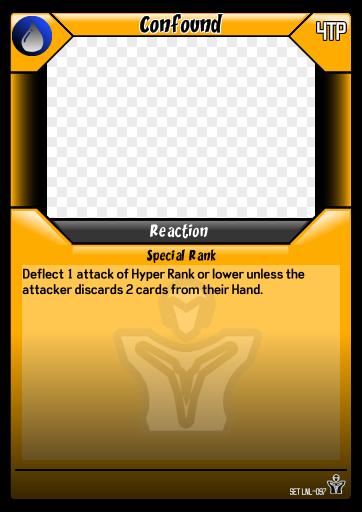 Confound
4TP
Reaction
Special Rank
Deflect 1 attack of Hyper Rank or lower unless the
attacker discards 2 cards from their Hand.
SET LNL-097